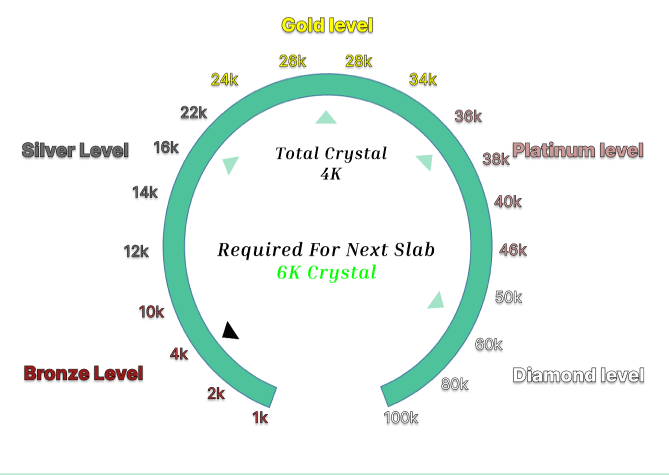 Gold level
26k
28k
24k
34k
22k
36k
Silver Level
16k
Total Crystal
4K
38k
Platinum level
14k
40k
12k
Required For Next Slab
6K Crystal
46k
50k
10k
4k
60k
Bronze Level
Diamond level
2k
80k
1k
100k